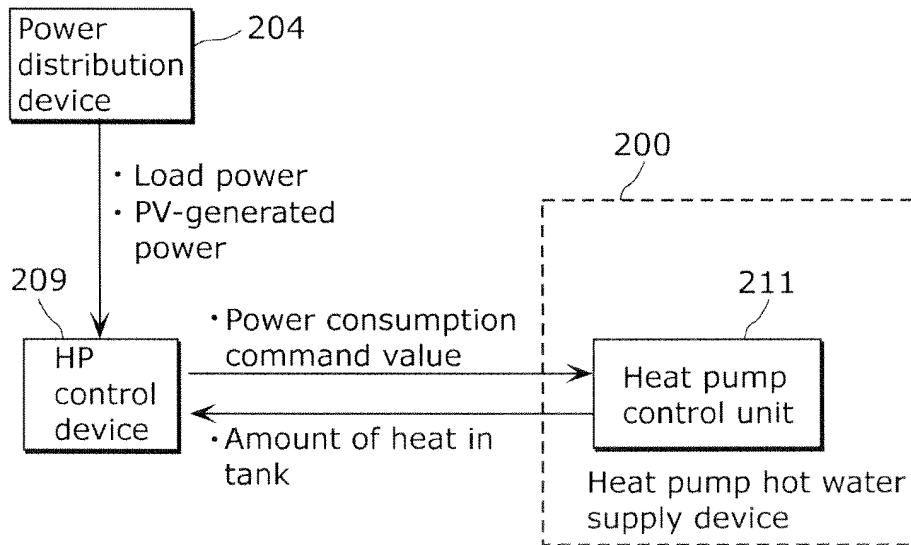 Power
distribution
device
204
・Load power
・PV-generated
power
200
209
211
HP
control
device
・Power consumption
command value
Heat pump
control unit
・Amount of heat in
tank
Heat pump hot water
supply device